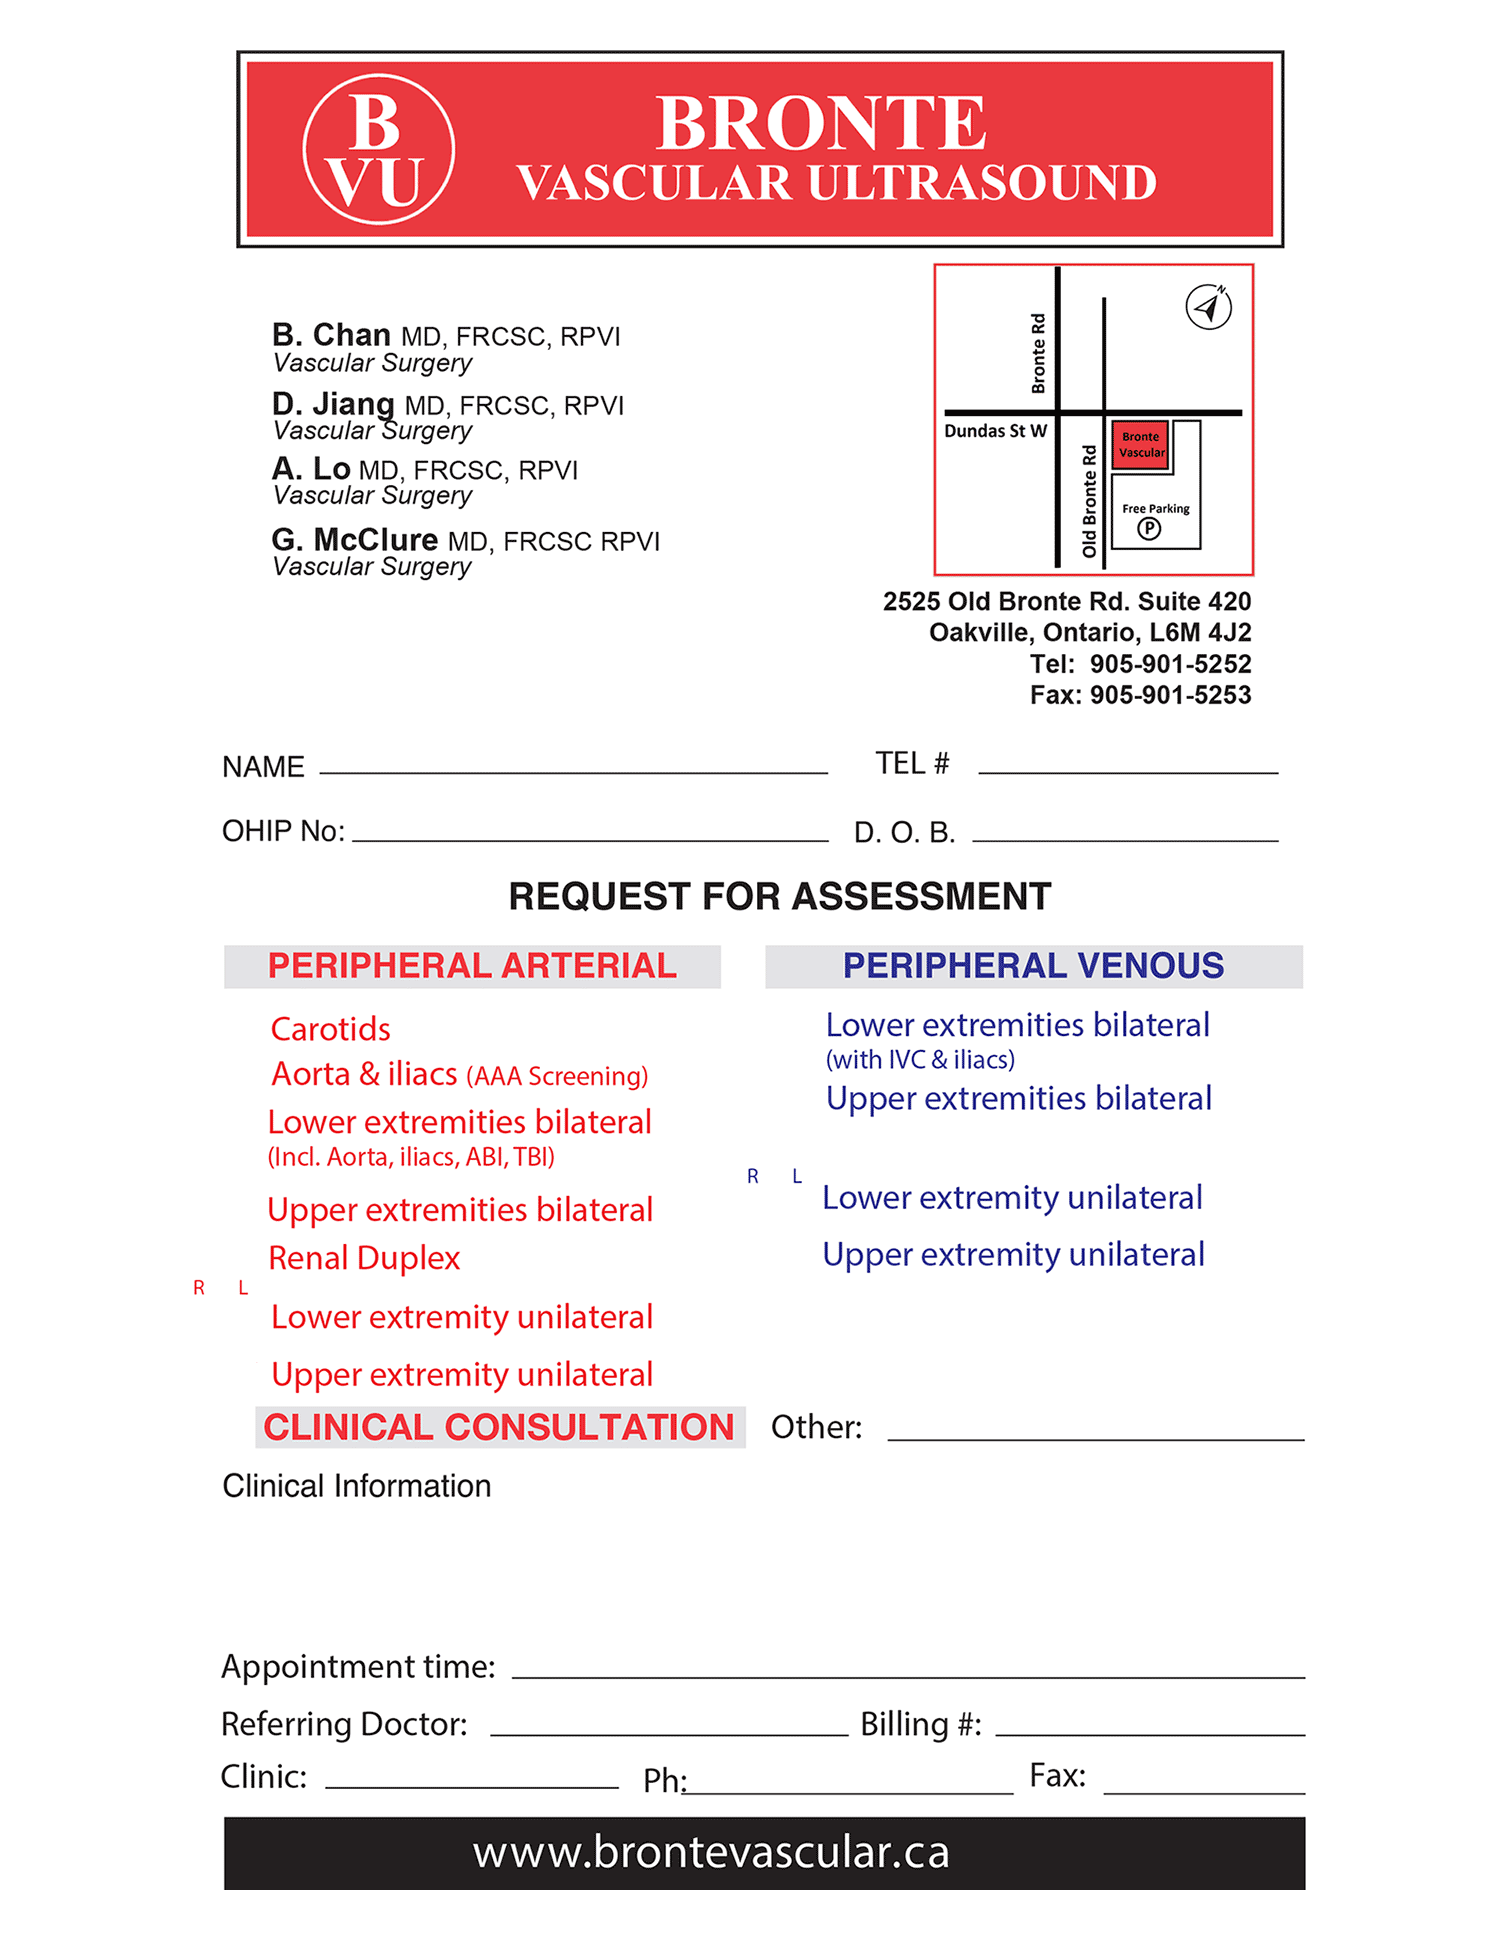 B
VU
BRONTE
VASCULAR ULTRASOUND
B. Chan MD, FRCSC, RPVI
Vascular Surgery
D. Jiang MD, FRCSC, RPVI
Vascular Surgery
A. Lo MD, FRCSC, RPVI
Vascular Surgery
G. McClure MD, FRCSC RPVI
Vascular Surgery
N
Bronte Rd
Dundas St W
Old Bronte Rd
Bronte
Vascular
Free Parking
P
2525 Old Bronte Rd. Suite 420
Oakville, Ontario, L6M 4J2
Tel: 905-901-5252
Fax: 905-901-5253
NAME TEL #
OHIP No: D. O. B.
REQUEST FOR ASSESSMENT
PERIPHERAL ARTERIAL
Carotids
Aorta & iliacs (AAA Screening)
Lower extremities bilateral
(Incl. Aorta, iliacs, ABI, TBI)
Upper extremities bilateral
Renal Duplex
R L
Lower extremity unilateral
Upper extremity unilateral
PERIPHERAL VENOUS
Lower extremities bilateral
(with IVC & iliacs)
Upper extremities bilateral
R L
Lower extremity unilateral
Upper extremity unilateral
CLINICAL CONSULTATION Other:
Clinical Information
Appointment time:
Referring Doctor: Billing #:
Clinic: Ph: Fax:
www.brontevascular.ca